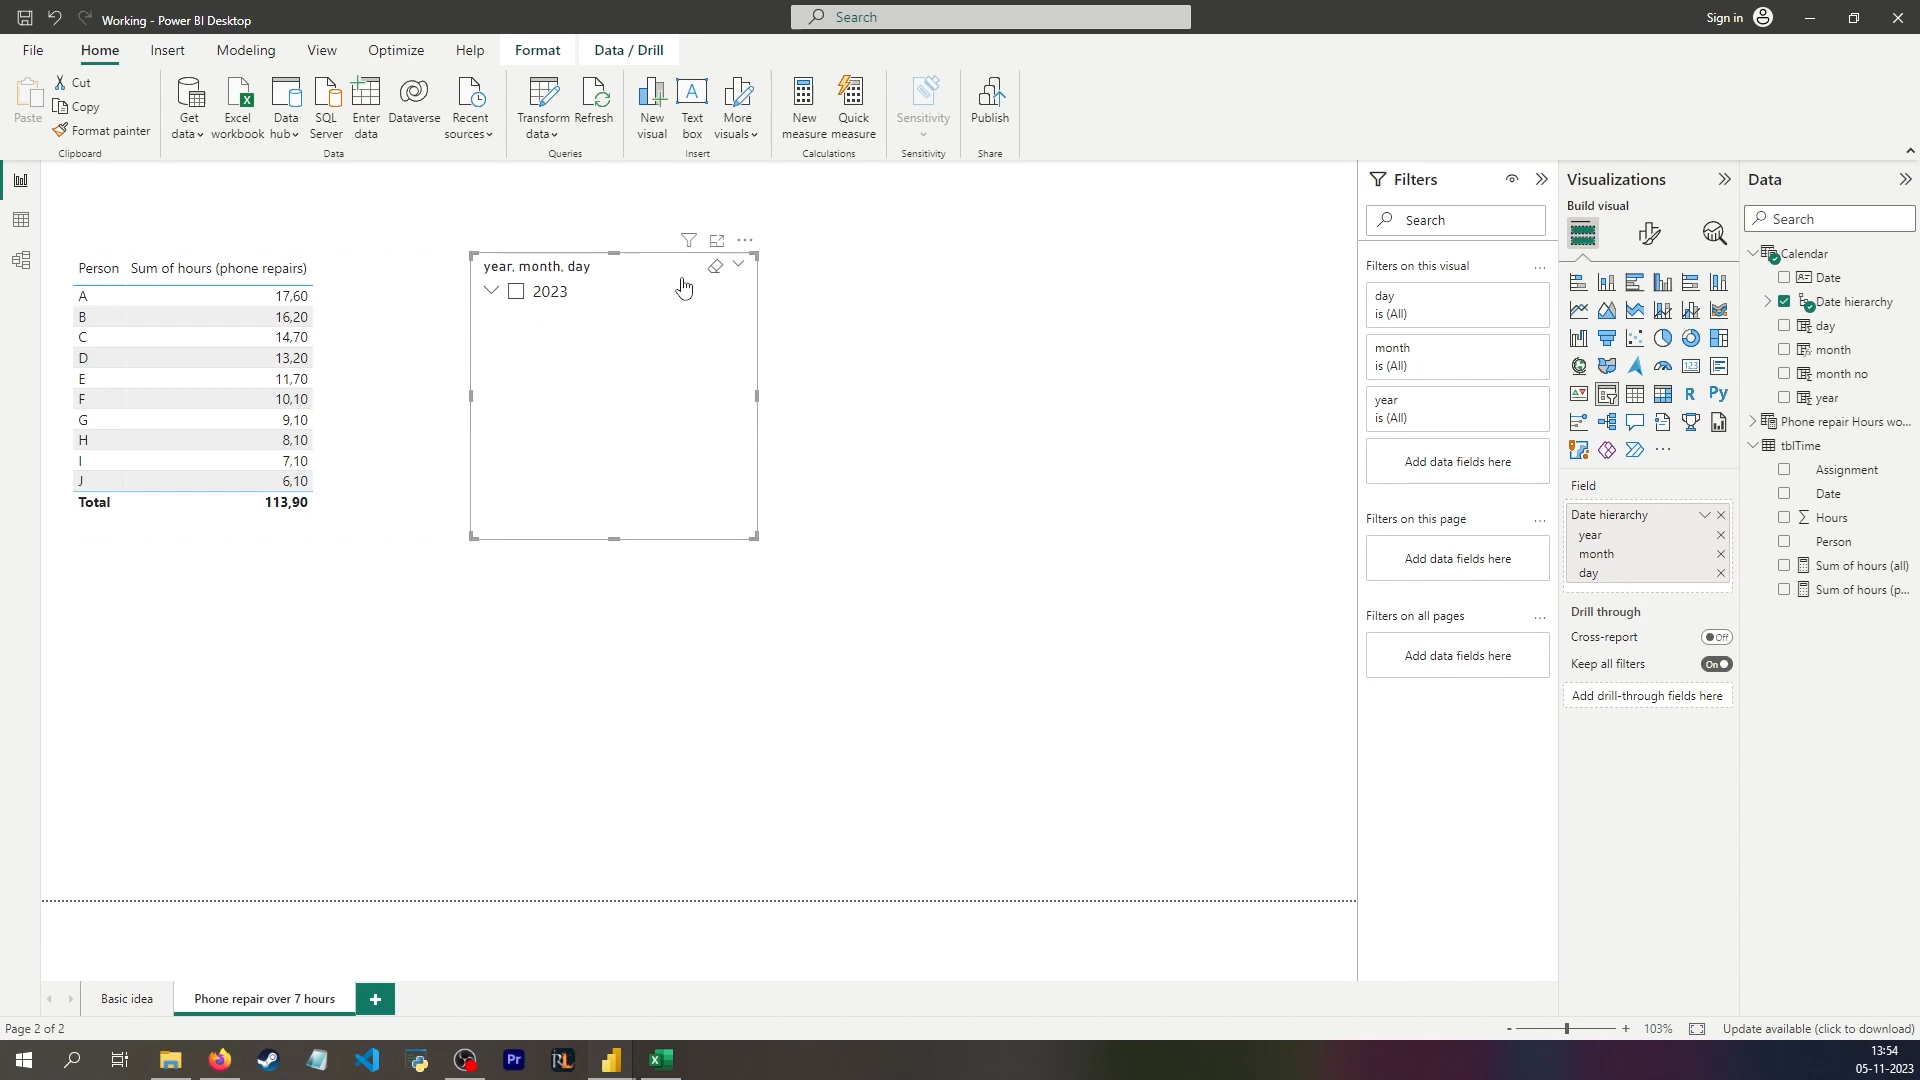 Working - Power BI Desktop
Search
Sign in
File
Home
Insert
Modeling
View
Optimize
Help
Format
Data / Drill
Paste
Cut
Copy
Format painter
Clipboard
Get data
Excel workbook
Data hub
SQL Server
Enter data
Dataverse
Recent sources
Data
Transform data
Refresh
Queries
New visual
Text box
More visuals
Insert
New measure
Quick measure
Calculations
Sensitivity
Sensitivity
Publish
Share
Person Sum of hours (phone repairs)
A 17,60
B 16,20
C 14,70
D 13,20
E 11,70
F 10,10
G 9,10
H 8,10
I 7,10
J 6,10
Total 113,90
year, month, day
2023
Filters
Search
Filters on this visual ...
day
is (All)
month
is (All)
year
is (All)
Add data fields here
Filters on this page ...
Add data fields here
Filters on all pages ...
Add data fields here
Visualizations
Build visual
R
Py
123
...
Field
Date hierarchy
year
month
day
Drill through
Cross-report Off
Keep all filters On
Add drill-through fields here
Data
Search
Calendar
Date
Date hierarchy
day
month
month no
year
Phone repair Hours wo...
tblTime
Assignment
Date
Hours
Person
Sum of hours (all)
Sum of hours (p...
Basic idea
Phone repair over 7 hours
Page 2 of 2
- + 103%
Update available (click to download)
Pr
RL
13:54
05-11-2023